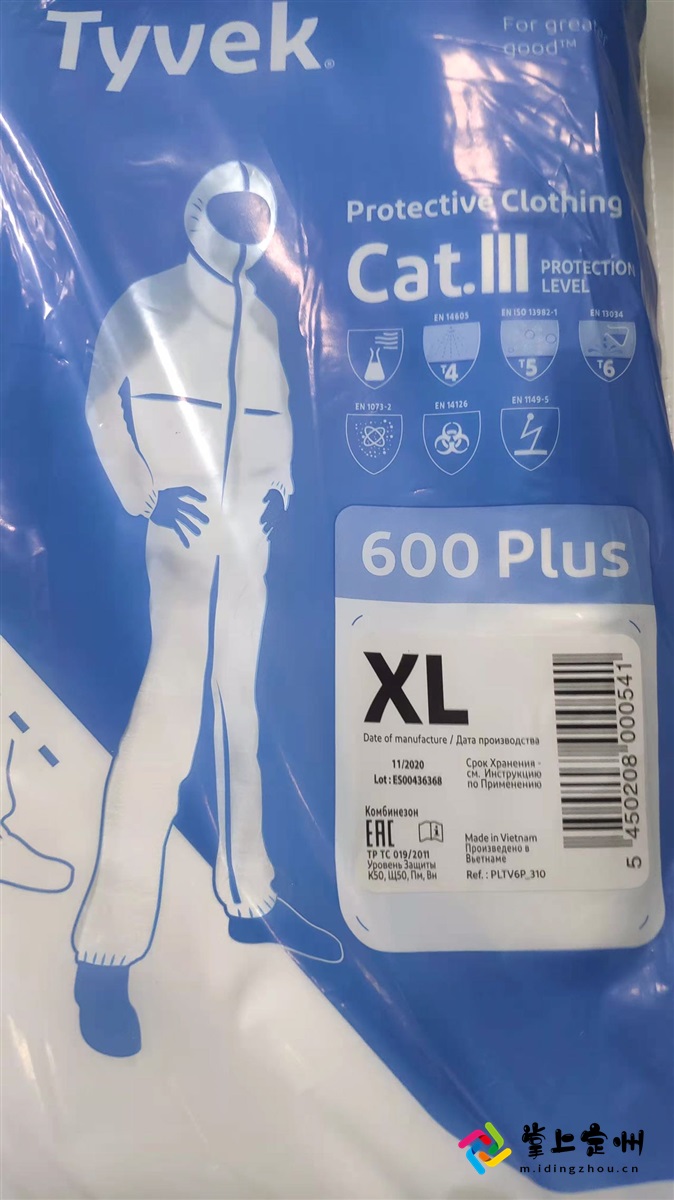 Tyvek®
For greater
good™
Protective Clothing
Cat.III PROTECTION
LEVEL
EN 14605
EN ISO 13982-1
EN 13034
T4
T5
T6
EN 1073-2
EN 14126
EN 1149-5
600 Plus
XL
Date of manufacture / Дата производства
11/2020
Lot : ES00436368
Срок Хранения -
см. Инструкцию
по Применению
Комбинезон
EAC
ТР ТС 019/2011
Уровень Защиты
К50, Щ50, Пм, Вн
Made in Vietnam
Произведено в
Вьетнаме
Ref. : PLTV6P_310
5 450208 000541
掌上定州
m.idingzhou.cn